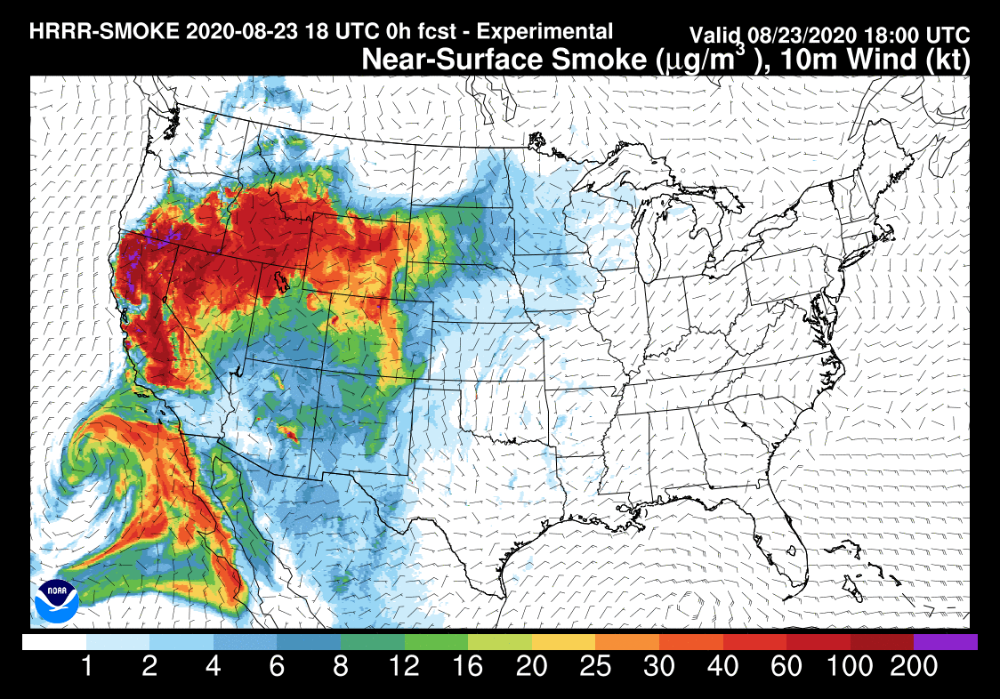 HRRR-SMOKE 2020-08-23 18 UTC 0h fcst - Experimental
Valid 08/23/2020 18:00 UTC
Near-Surface Smoke (μg/m³ ), 10m Wind (kt)
NOAA
1 2 4 6 8 12 16 20 25 30 40 60 100 200